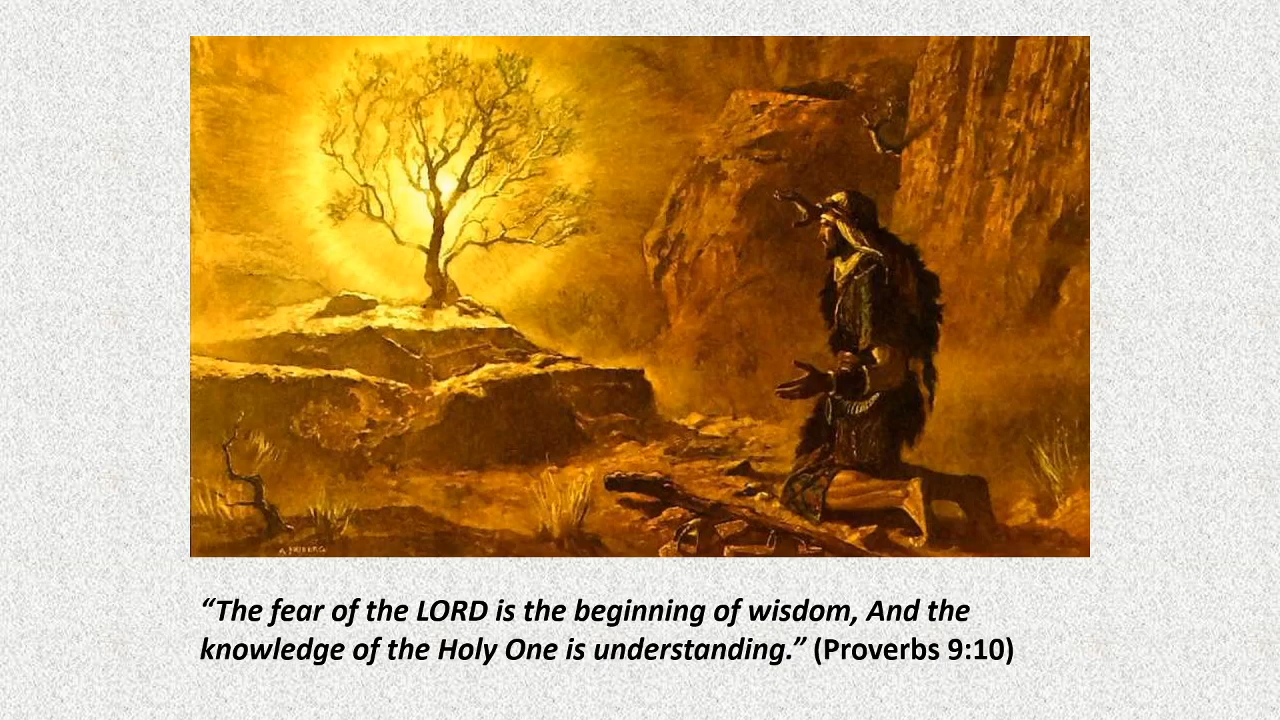 A FRIBERG
“The fear of the LORD is the beginning of wisdom, And the
knowledge of the Holy One is understanding.” (Proverbs 9:10)